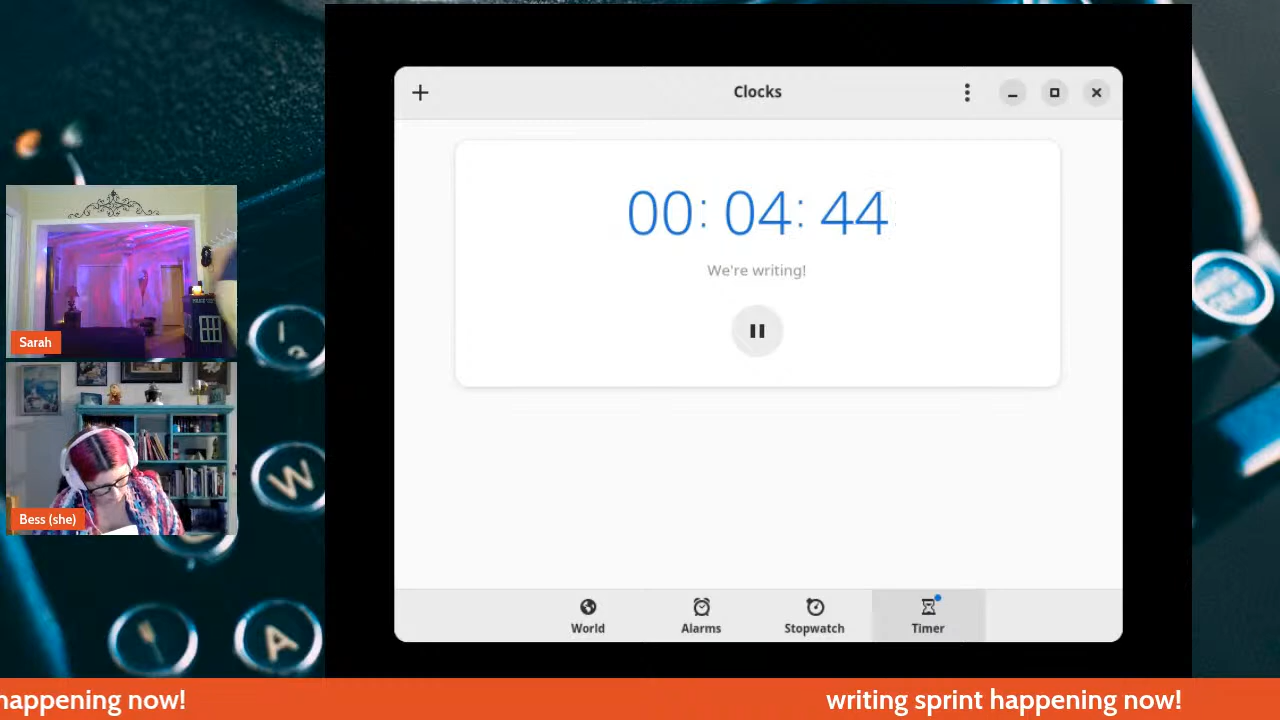 Clocks
00: 04: 44
We're writing!
World
Alarms
Stopwatch
Timer
Sarah
Bess (she)
I
W
A
happening now!
writing sprint happening now!